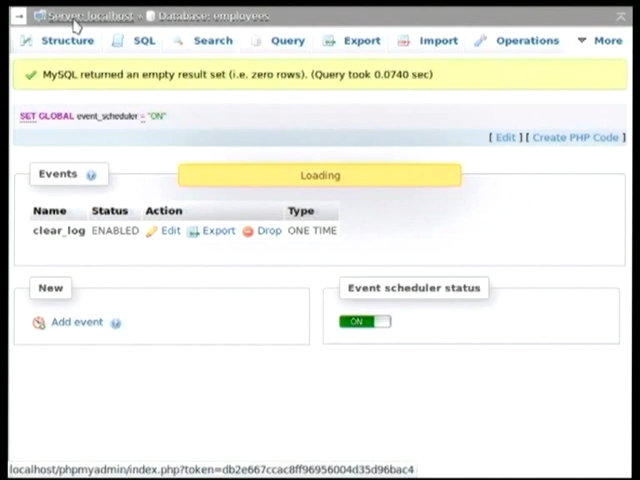 Server: localhost » Database: employees
Structure SQL Search Query Export Import Operations More
MySQL returned an empty result set (i.e. zero rows). (Query took 0.0740 sec)
SET GLOBAL event_scheduler = "ON"
[ Edit ] [ Create PHP Code ]
Events
Loading
Name Status Action Type
clear_log ENABLED Edit Export Drop ONE TIME
New
Event scheduler status
Add event
ON
localhost/phpmyadmin/index.php?token=db2e667ccac8ff96956004d35d96bac4